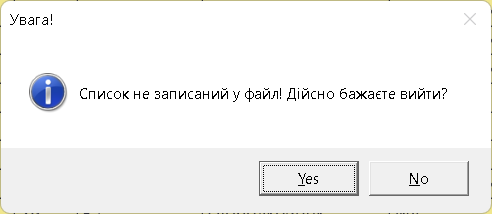 Увага!
Список не записаний у файл! Дійсно бажаєте вийти?
Yes
No